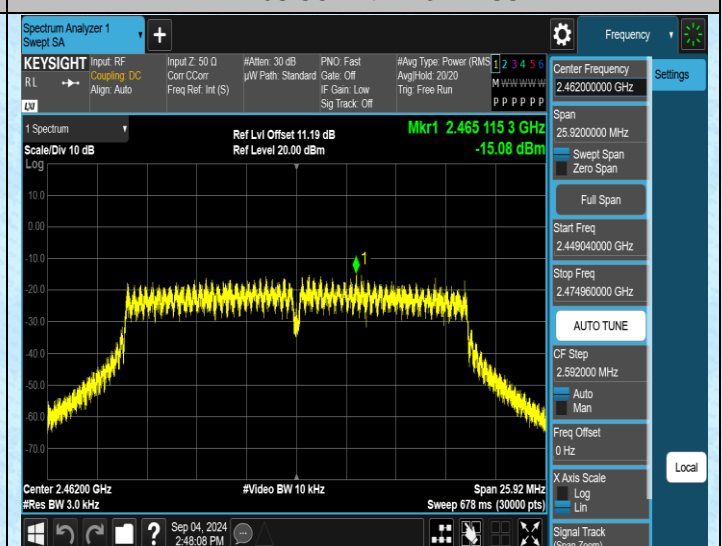 Spectrum Analyzer 1
Swept SA
Frequency
KEYSIGHT
RL
LXI
Input: RF
Coupling: DC
Align: Auto
Input Z: 50 Ω
Corr CCorr
Freq Ref: Int (S)
#Atten: 30 dB
µW Path: Standard
PNO: Fast
Gate: Off
IF Gain: Low
Sig Track: Off
#Avg Type: Power (RMS
Avg|Hold: 20/20
Trig: Free Run
1 2 3 4 5 6
M W W W W W
P P P P P P
1 Spectrum
Scale/Div 10 dB
Log
Ref Lvl Offset 11.19 dB
Ref Level 20.00 dBm
Mkr1 2.465 115 3 GHz
-15.08 dBm
10.0
0.00
-10.0
-20.0
-30.0
-40.0
-50.0
-60.0
-70.0
1
Center 2.46200 GHz
#Res BW 3.0 kHz
#Video BW 10 kHz
Span 25.92 MHz
Sweep 678 ms (30000 pts)
Sep 04, 2024
2:48:08 PM
Center Frequency
2.462000000 GHz
Settings
Span
25.9200000 MHz
Swept Span
Zero Span
Full Span
Start Freq
2.449040000 GHz
Stop Freq
2.474960000 GHz
AUTO TUNE
CF Step
2.592000 MHz
Auto
Man
Freq Offset
0 Hz
X Axis Scale
Log
Lin
Local
Signal Track
(Span Zoom)